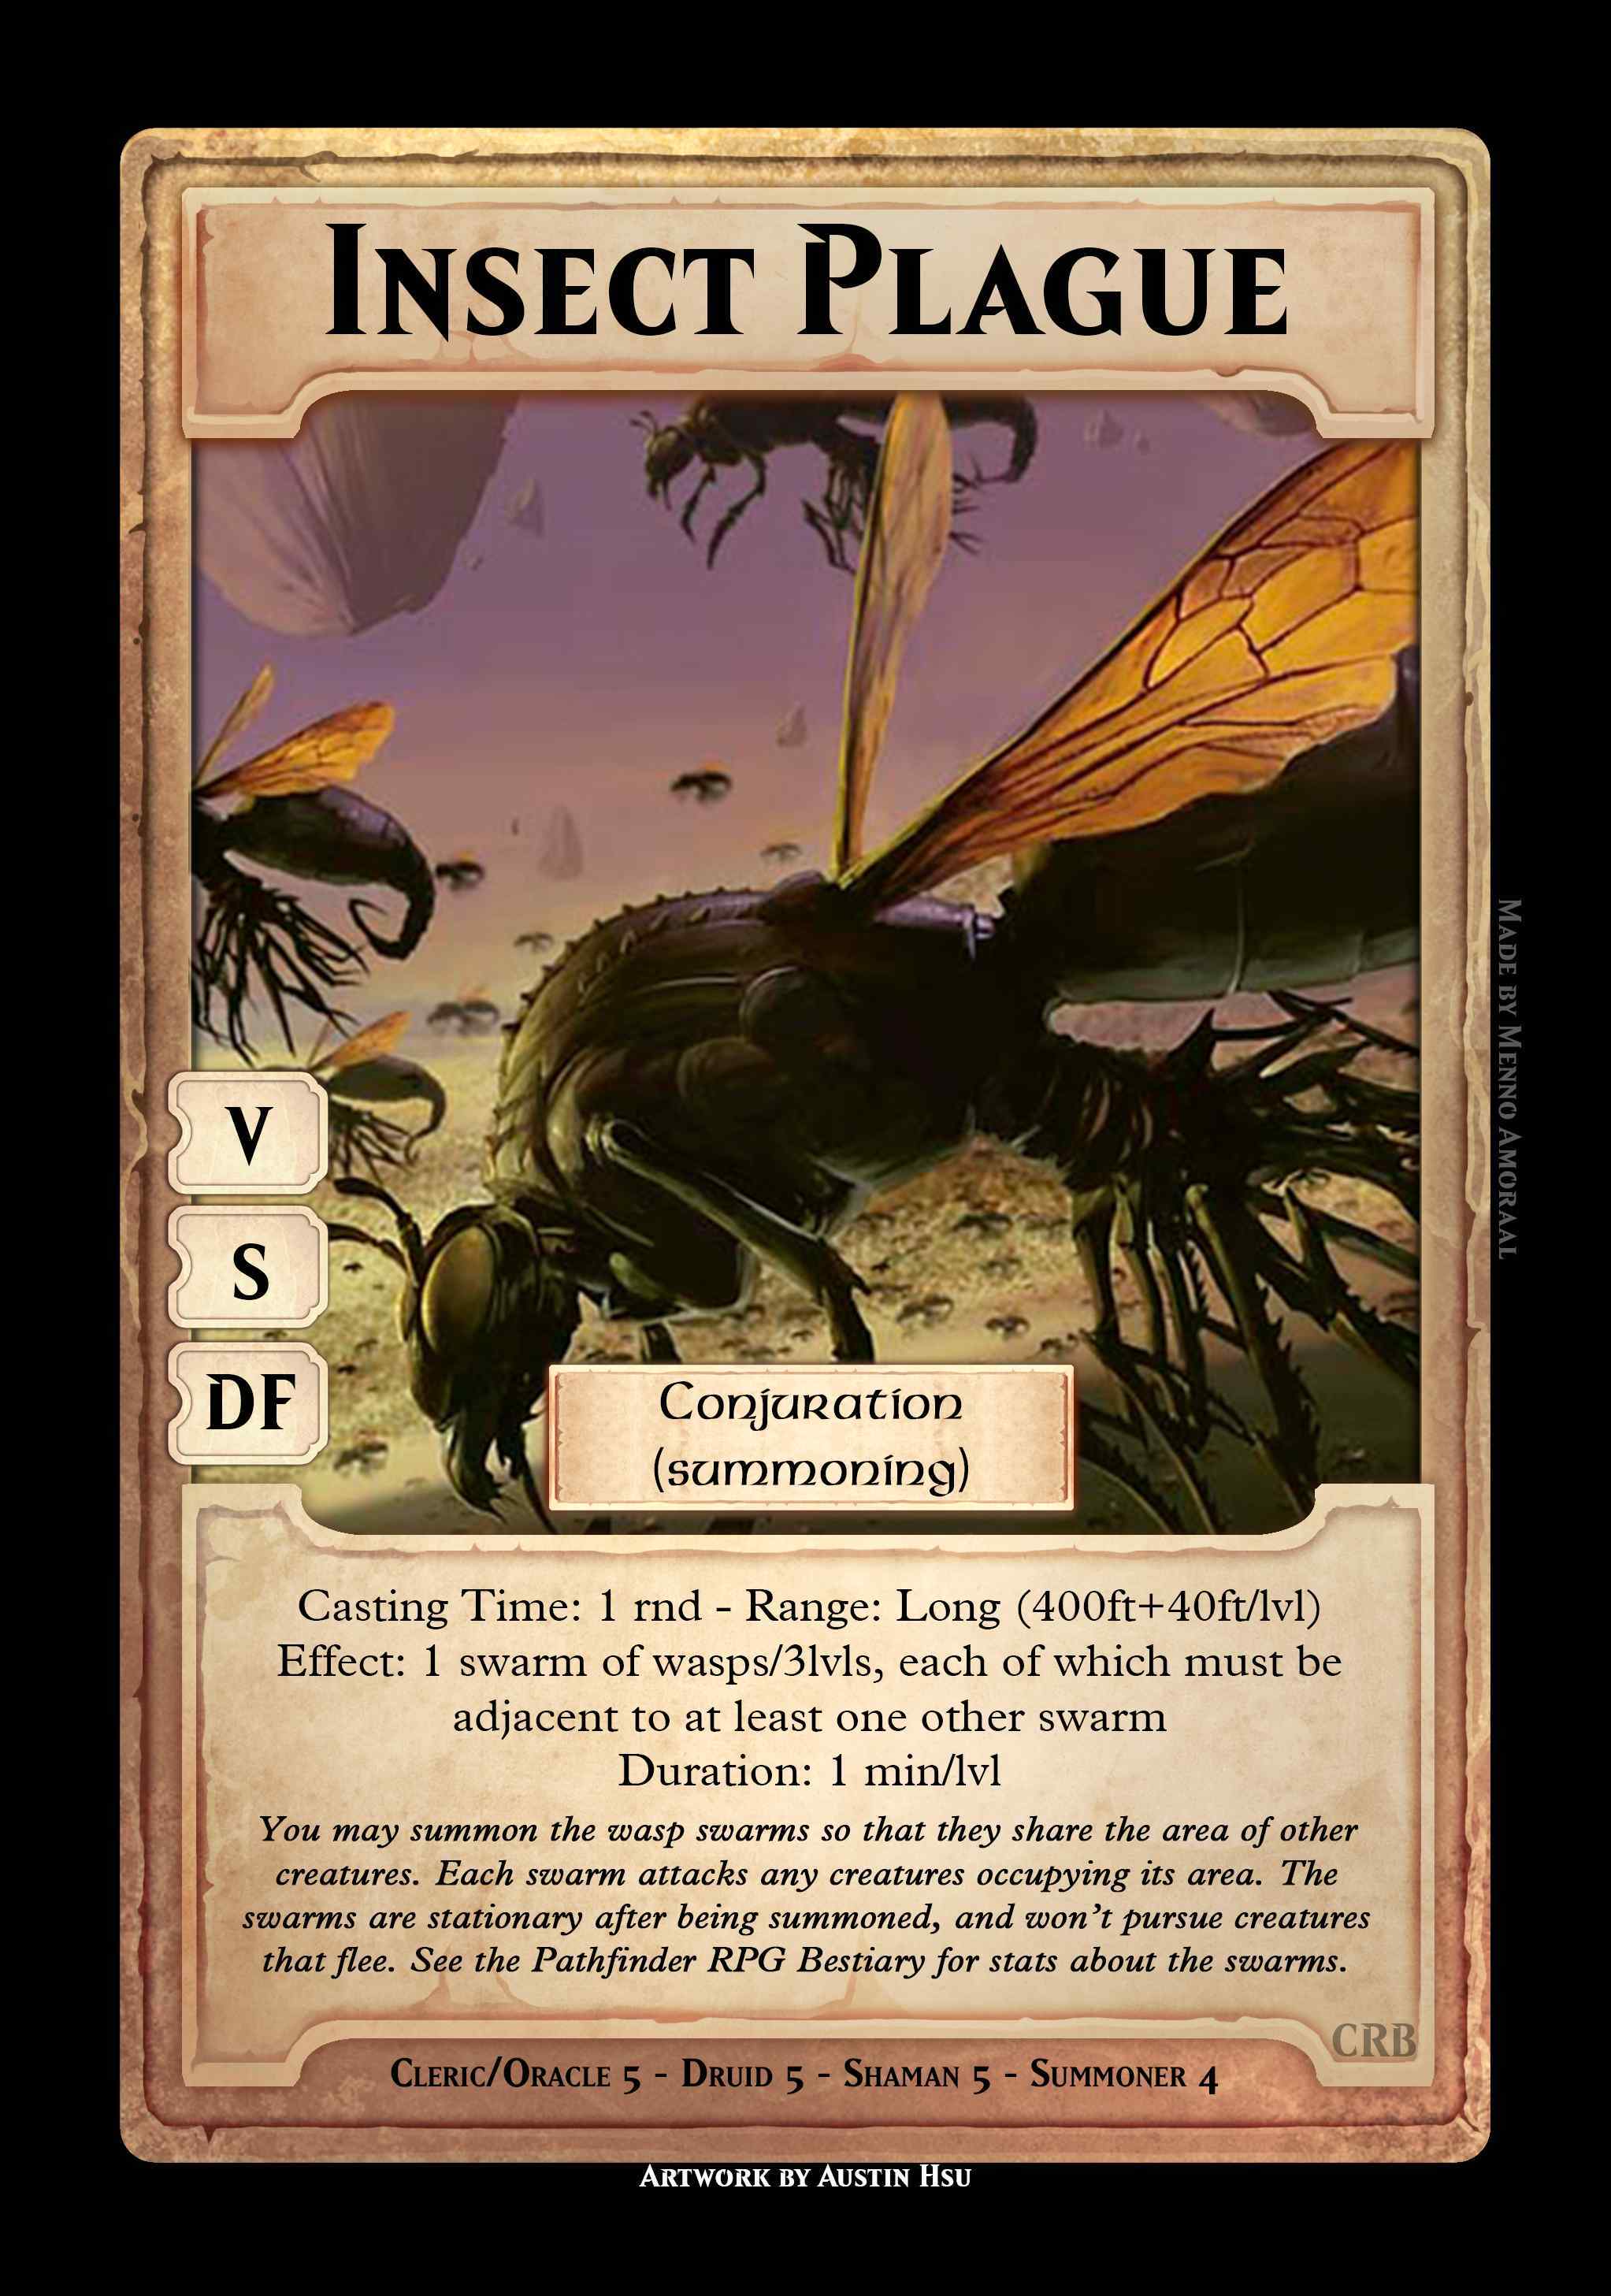 Insect Plague
V
S
DF
Conjuration
(summoning)
Casting Time: 1 rnd - Range: Long (400ft+40ft/lvl)
Effect: 1 swarm of wasps/3lvls, each of which must be
adjacent to at least one other swarm
Duration: 1 min/lvl
You may summon the wasp swarms so that they share the area of other
creatures. Each swarm attacks any creatures occupying its area. The
swarms are stationary after being summoned, and won't pursue creatures
that flee. See the Pathfinder RPG Bestiary for stats about the swarms.
CRB
Cleric/Oracle 5 - Druid 5 - Shaman 5 - Summoner 4
Artwork by Austin Hsu
Made by Menno Amoraal